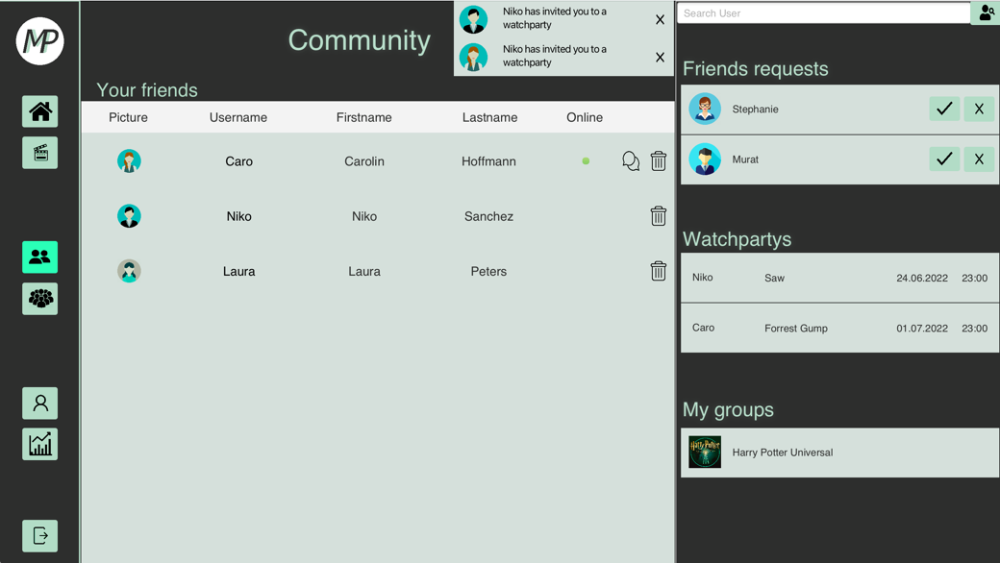 MP
Community
Niko has invited you to a
watchparty
X
Niko has invited you to a
watchparty
X
Search User
Your friends
Picture Username Firstname Lastname Online
Caro Carolin Hoffmann
Niko Niko Sanchez
Laura Laura Peters
Friends requests
Stephanie X
Murat X
Watchpartys
Niko Saw 24.06.2022 23:00
Caro Forrest Gump 01.07.2022 23:00
My groups
Harry Potter
Harry Potter Universal